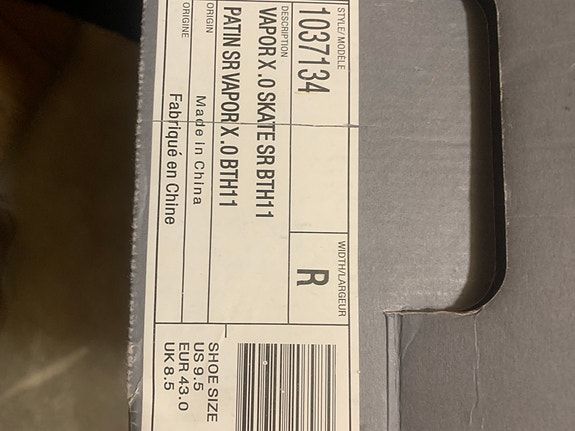 STYLE/ MODÈLE
1037134
WIDTH/LARGEUR
R
DESCRIPTION
VAPOR X .0 SKATE SR BTH11
PATIN SR VAPOR X .0 BTH11
ORIGIN
Made in China
ORIGINE
Fabriqué en Chine
SHOE SIZE
US 9.5
EUR 43.0
UK 8.5